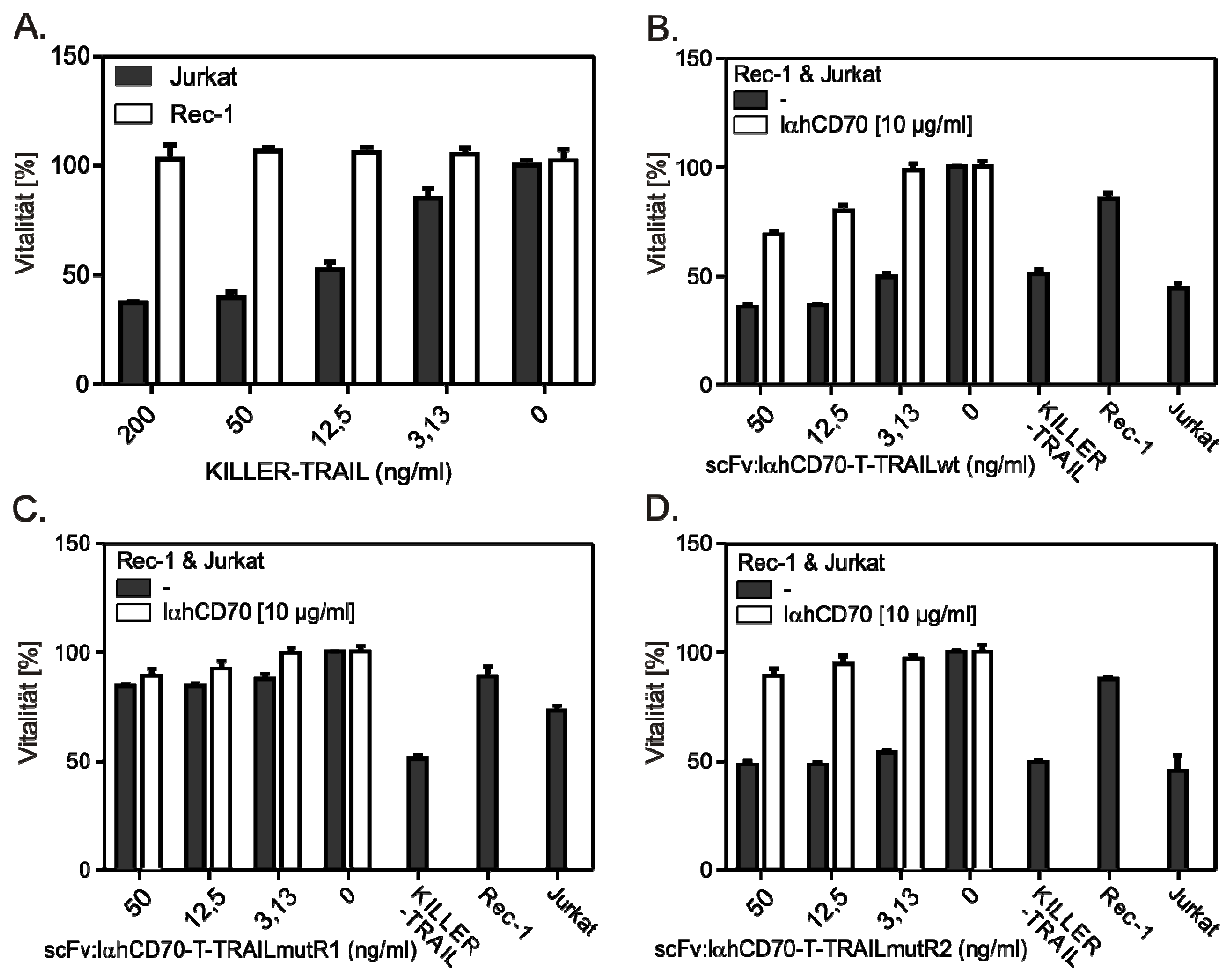 A.
Vitalität [%]
150
100
50
0
Jurkat
Rec-1
200
50
12,5
3,13
0
KILLER-TRAIL (ng/ml)
B.
Vitalität [%]
150
100
50
0
Rec-1 & Jurkat
-
IαhCD70 [10 µg/ml]
50
12,5
3,13
0
KILLER
-TRAIL
Rec-1
Jurkat
scFv:IαhCD70-T-TRAILwt (ng/ml)
C.
Vitalität [%]
150
100
50
0
Rec-1 & Jurkat
-
IαhCD70 [10 µg/ml]
50
12,5
3,13
0
KILLER
-TRAIL
Rec-1
Jurkat
scFv:IαhCD70-T-TRAILmutR1 (ng/ml)
D.
Vitalität [%]
150
100
50
0
Rec-1 & Jurkat
-
IαhCD70 [10 µg/ml]
50
12,5
3,13
0
KILLER
-TRAIL
Rec-1
Jurkat
scFv:IαhCD70-T-TRAILmutR2 (ng/ml)